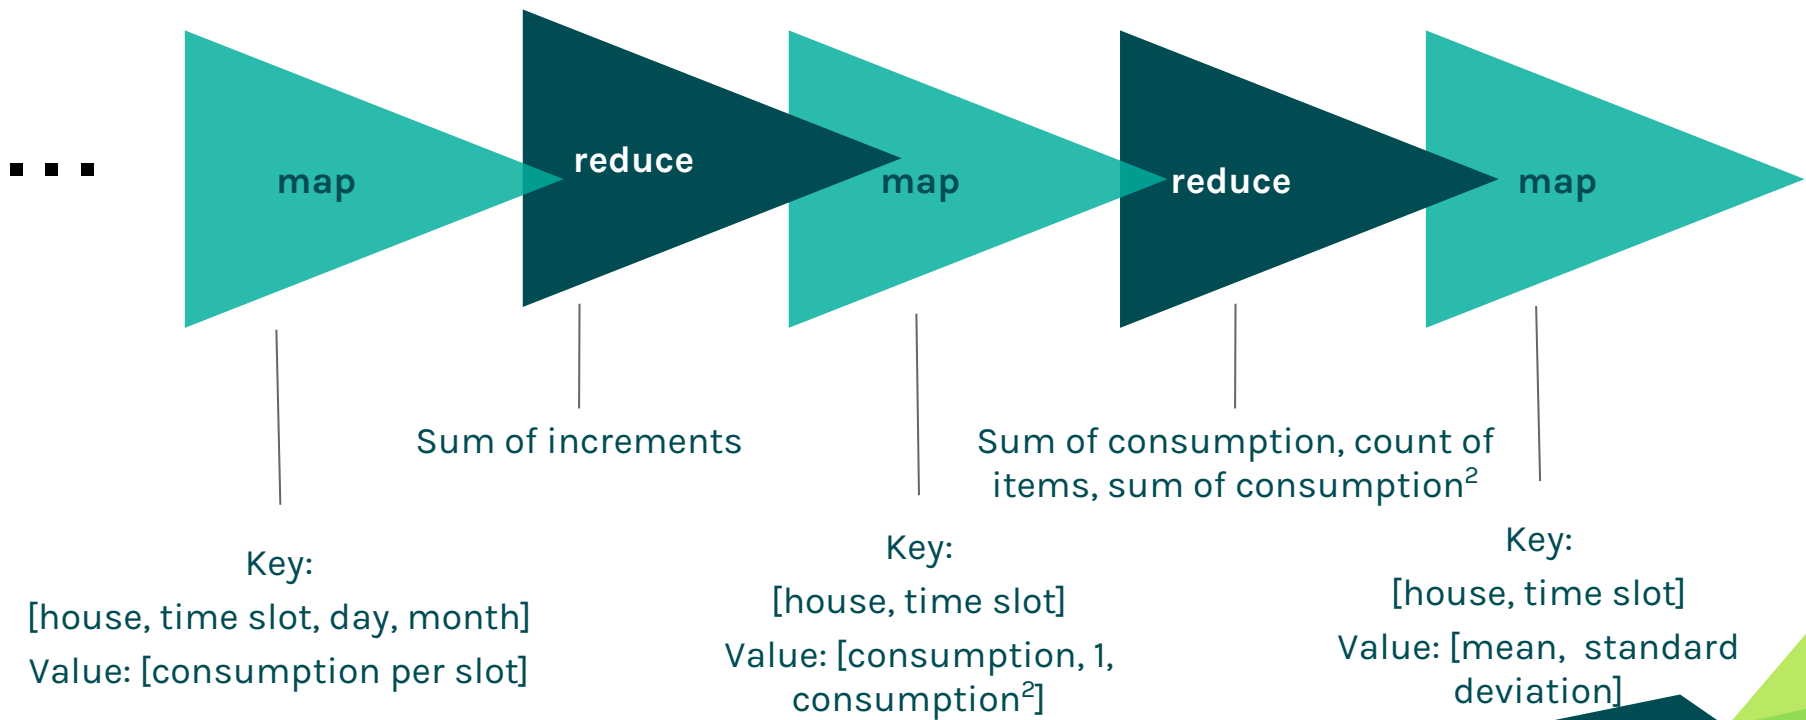 ...
map
reduce
map
reduce
map
Key:
[house, time slot, day, month]
Value: [consumption per slot]
Sum of increments
Key:
[house, time slot]
Value: [consumption, 1,
consumption²]
Sum of consumption, count of
items, sum of consumption²
Key:
[house, time slot]
Value: [mean,  standard
deviation]